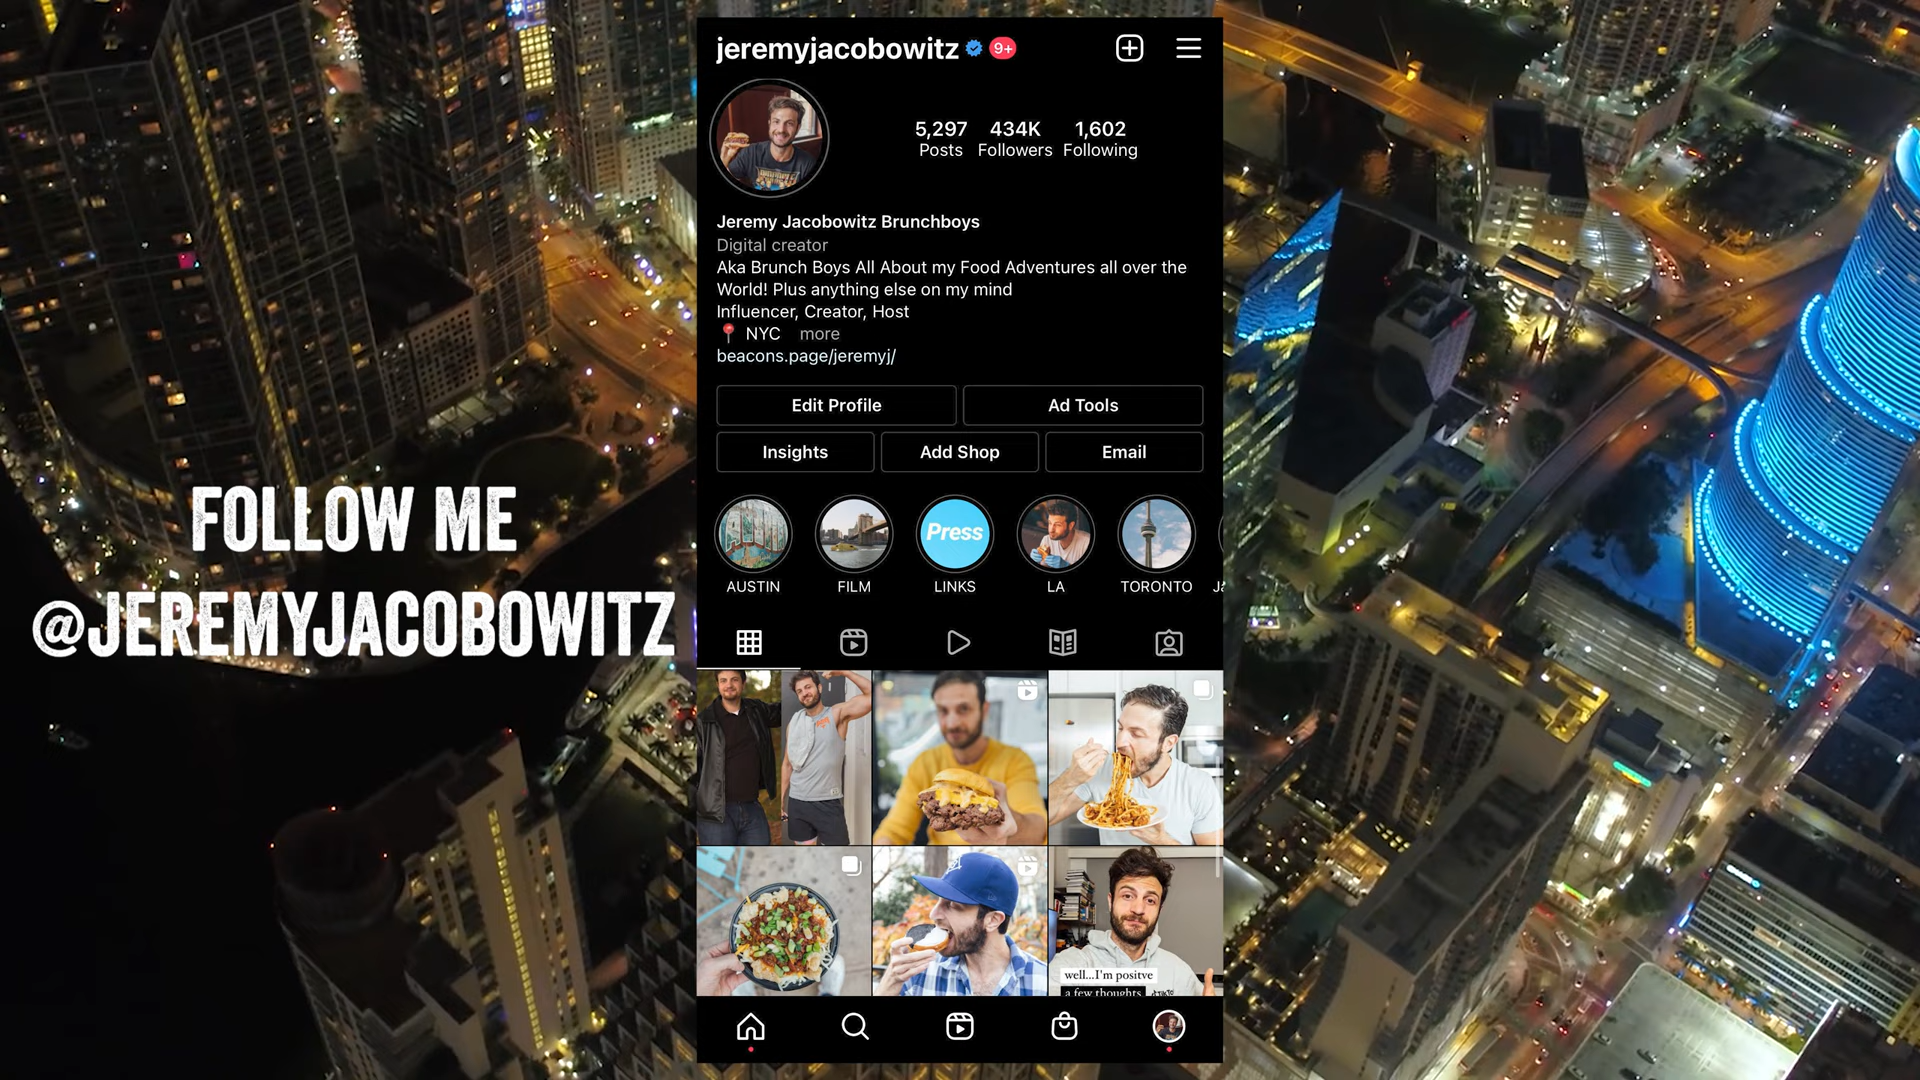 jeremyjacobowitz 9+
5,297 434K 1,602
Posts Followers Following
Jeremy Jacobowitz Brunchboys
Digital creator
Aka Brunch Boys All About my Food Adventures all over the
World! Plus anything else on my mind
Influencer, Creator, Host
📍 NYC more
beacons.page/jeremyj/
Edit Profile Ad Tools
Insights Add Shop Email
Press
AUSTIN FILM LINKS LA TORONTO
FOLLOW ME
@JEREMYJACOBOWITZ
well...I'm positve
a few thoughts